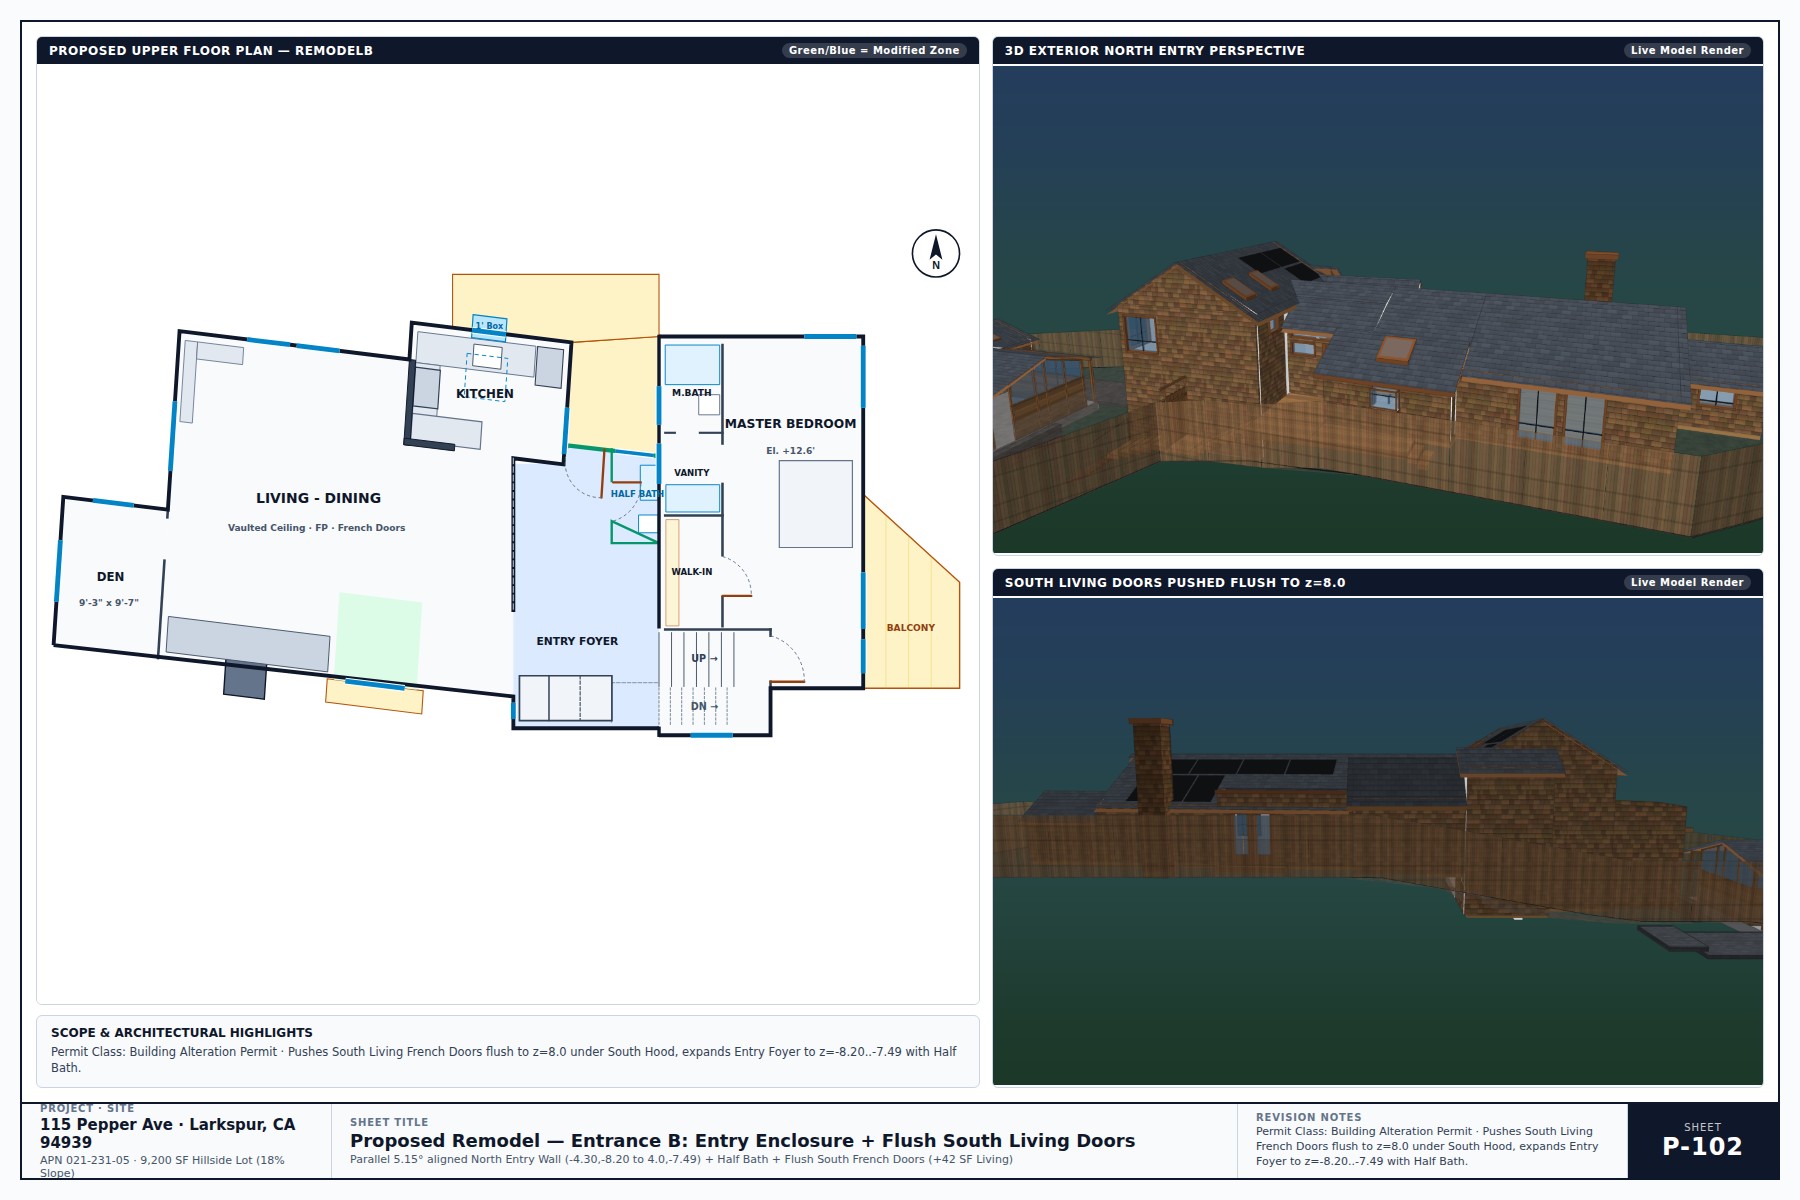 PROPOSED UPPER FLOOR PLAN — REMODELB
Green/Blue = Modified Zone
N
1' Box
KITCHEN
M.BATH
MASTER BEDROOM
El. +12.6'
VANITY
HALF BATH
LIVING - DINING
Vaulted Ceiling · FP · French Doors
WALK-IN
DEN
9'-3" x 9'-7"
ENTRY FOYER
BALCONY
UP →
DN →
SCOPE & ARCHITECTURAL HIGHLIGHTS
Permit Class: Building Alteration Permit · Pushes South Living French Doors flush to z=8.0 under South Hood, expands Entry Foyer to z=-8.20..-7.49 with Half
Bath.
3D EXTERIOR NORTH ENTRY PERSPECTIVE
Live Model Render
SOUTH LIVING DOORS PUSHED FLUSH TO z=8.0
Live Model Render
PROJECT · SITE
115 Pepper Ave · Larkspur, CA
94939
APN 021-231-05 · 9,200 SF Hillside Lot (18%
Slope)
SHEET TITLE
Proposed Remodel — Entrance B: Entry Enclosure + Flush South Living Doors
Parallel 5.15° aligned North Entry Wall (-4.30,-8.20 to 4.0,-7.49) + Half Bath + Flush South French Doors (+42 SF Living)
REVISION NOTES
Permit Class: Building Alteration Permit · Pushes South Living
French Doors flush to z=8.0 under South Hood, expands Entry
Foyer to z=-8.20..-7.49 with Half Bath.
SHEET
P-102